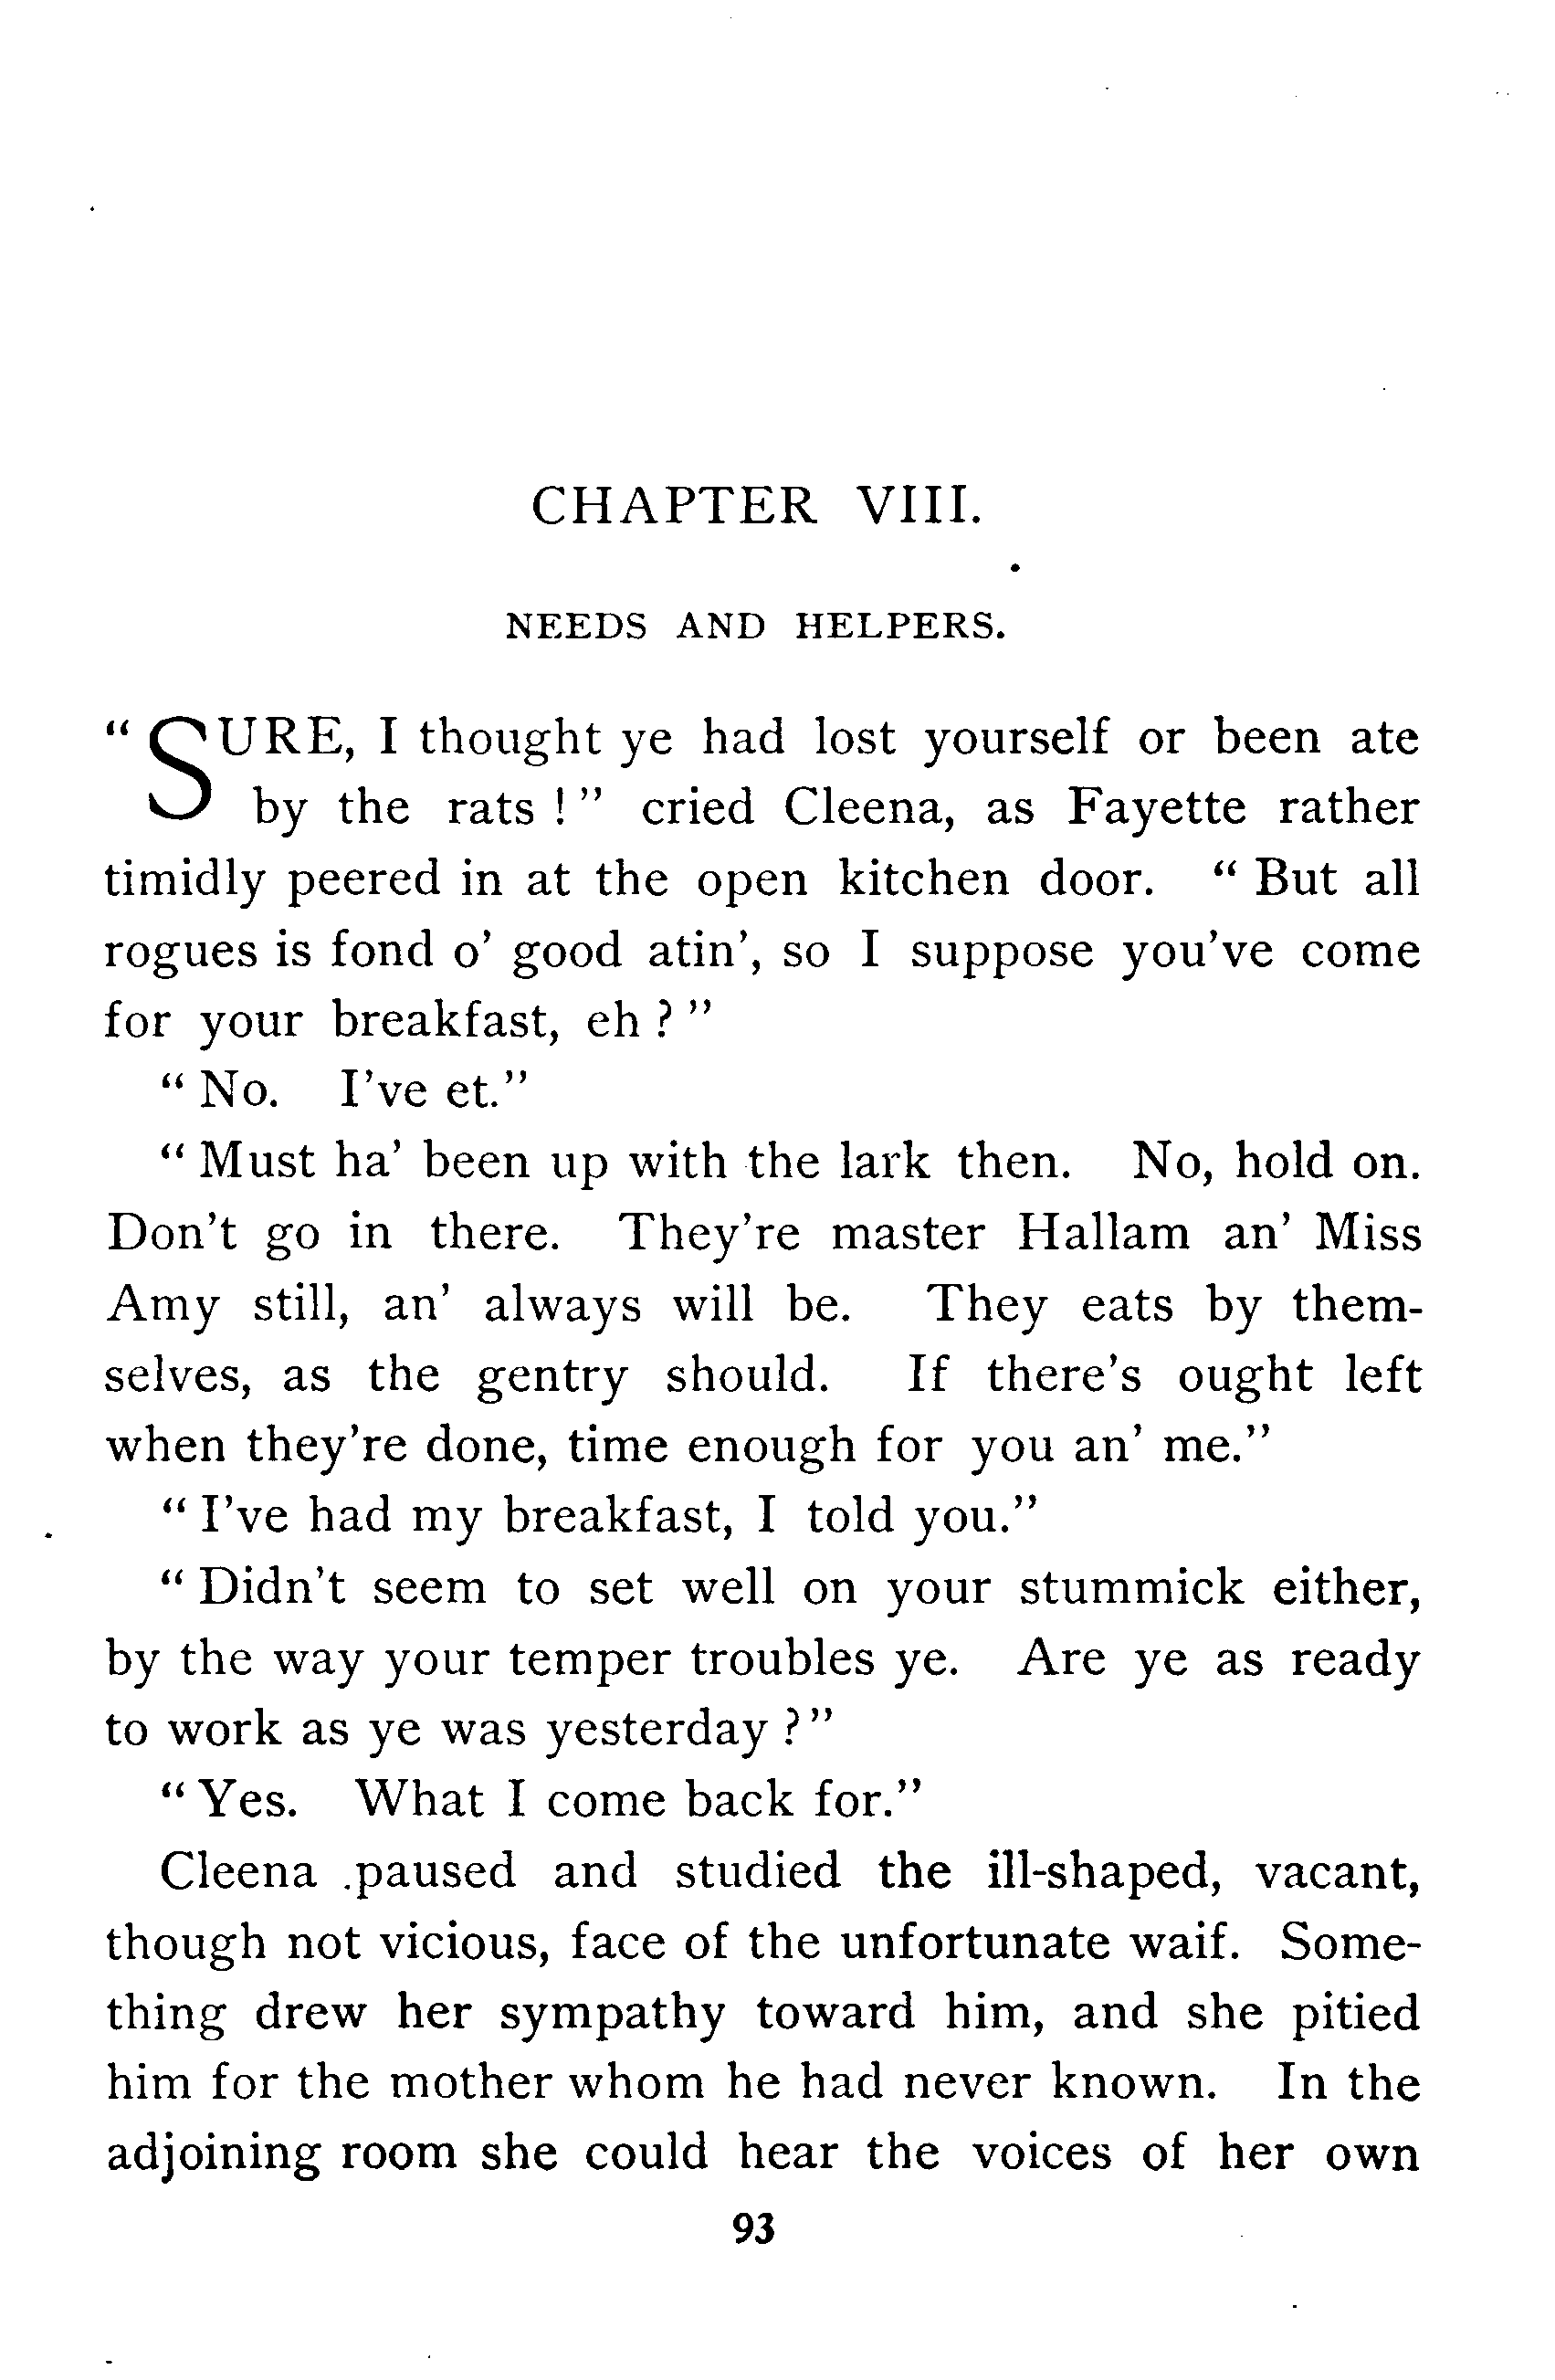 CHAPTER VIII.
NEEDS AND HELPERS.
"SURE, I thought ye had lost yourself or been ate
by the rats!" cried Cleena, as Fayette rather
timidly peered in at the open kitchen door. "But all
rogues is fond o' good atin', so I suppose you've come
for your breakfast, eh?"
"No. I've et."
"Must ha' been up with the lark then. No, hold on.
Don't go in there. They're master Hallam an' Miss
Amy still, an' always will be. They eats by them-
selves, as the gentry should. If there's ought left
when they're done, time enough for you an' me."
"I've had my breakfast, I told you."
"Didn't seem to set well on your stummick either,
by the way your temper troubles ye. Are ye as ready
to work as ye was yesterday?"
"Yes. What I come back for."
Cleena paused and studied the ill-shaped, vacant,
though not vicious, face of the unfortunate waif. Some-
thing drew her sympathy toward him, and she pitied
him for the mother whom he had never known. In the
adjoining room she could hear the voices of her own
93